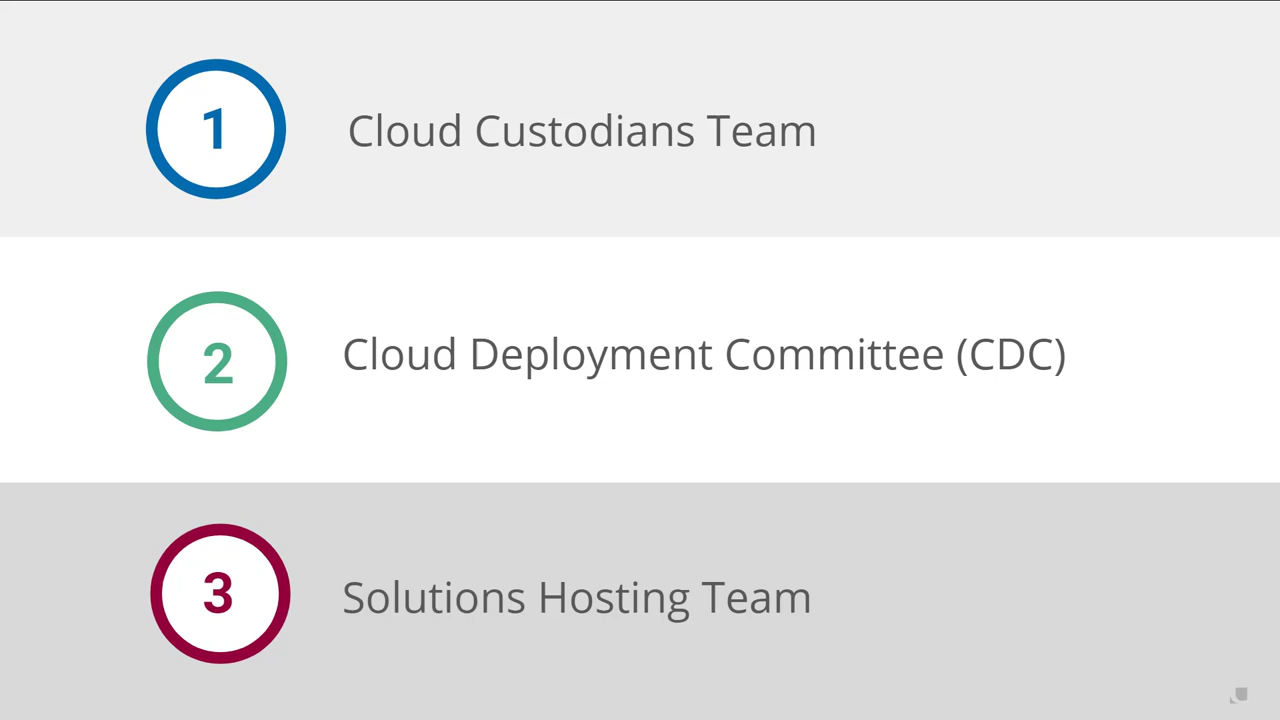 1
Cloud Custodians Team
2
Cloud Deployment Committee (CDC)
3
Solutions Hosting Team